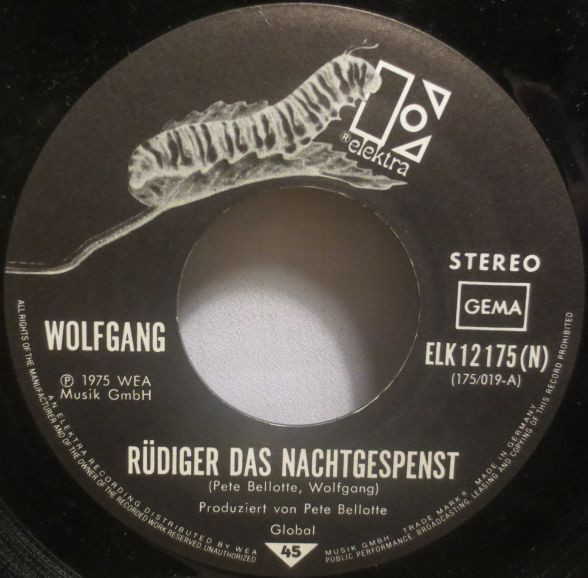 ® elektra
STEREO
GEMA
WOLFGANG
ELK 12 175 (N)
(175/019-A)
℗ 1975 WEA
Musik GmbH
RÜDIGER DAS NACHTGESPENST
(Pete Bellotte, Wolfgang)
Produziert von Pete Bellotte
Global
45
ALL RIGHTS OF THE MANUFACTURER AND OF THE OWNER OF THE RECORDED WORK RESERVED. UNAUTHORIZED PUBLIC PERFORMANCE, BROADCASTING, LEASING AND COPYING OF THIS RECORD PROHIBITED
AN ELEKTRA RECORDING DISTRIBUTED BY WEA MUSIK GMBH. TRADE MARK ® MADE IN GERMANY